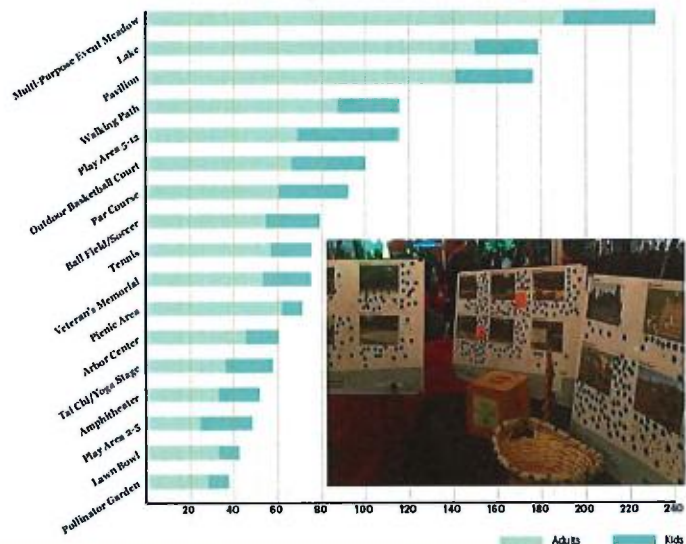 Multi-Purpose Event Meadow
Lake
Pavilion
Walking Path
Play Area 5-12
Outdoor Basketball Court
Par Course
Ball Field/Soccer
Tennis
Veteran's Memorial
Picnic Area
Arbor Center
Tai Chi/Yoga Stage
Amphitheater
Play Area 2-5
Lawn Bowl
Pollinator Garden
20 40 60 80 100 120 140 160 180 200 220 240
Adults Kids